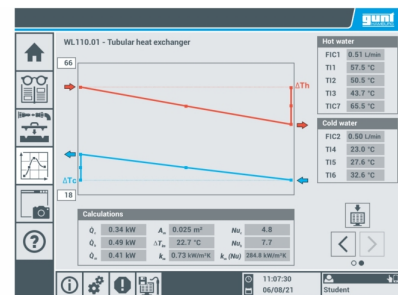 gunt
WL110.01 - Tubular heat exchanger
66
ΔTh
ΔTc
18
Hot water
FIC1 0.51 L/min
TI1 57.5 °C
TI2 50.5 °C
TI3 43.7 °C
TIC7 65.5 °C
Cold water
FIC2 0.50 L/min
TI4 23.0 °C
TI5 27.6 °C
TI6 32.6 °C
Calculations
0.34 kW 0.025 m² 4.8
0.49 kW 22.7 °C 7.7
0.41 kW 0.73 kW/m²K 284.8 kW/m²K
11:07:30
06/08/21
Student